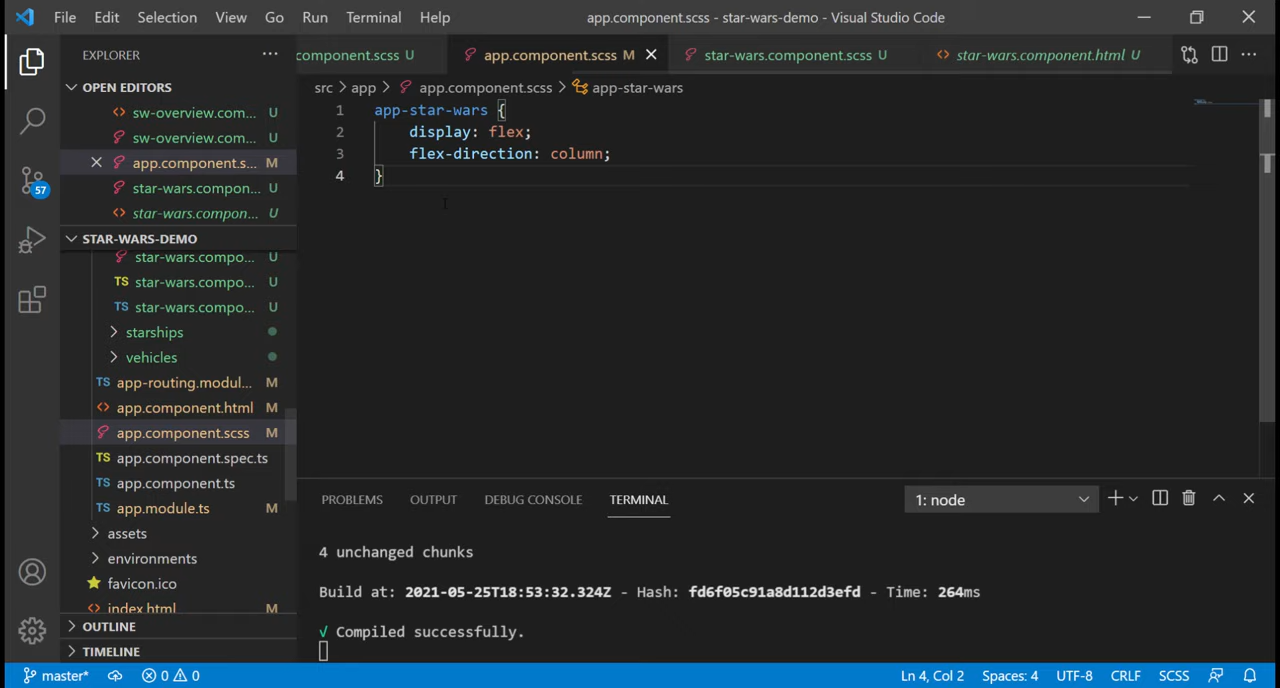 File Edit Selection View Go Run Terminal Help app.component.scss - star-wars-demo - Visual Studio Code
EXPLORER
component.scss U app.component.scss M star-wars.component.scss U star-wars.component.html U
OPEN EDITORS
src app app.component.scss app-star-wars
sw-overview.com... U
sw-overview.com... U
app.component.s... M
star-wars.compon... U
star-wars.compon... U
1 app-star-wars {
2 display: flex;
3 flex-direction: column;
4 }
57
STAR-WARS-DEMO
star-wars.compo... U
TS star-wars.compo... U
TS star-wars.compo... U
starships
vehicles
TS app-routing.modul... M
app.component.html M
app.component.scss M
TS app.component.spec.ts
TS app.component.ts
TS app.module.ts M
assets
environments
favicon.ico
index.html M
OUTLINE
TIMELINE
PROBLEMS OUTPUT DEBUG CONSOLE TERMINAL 1: node
4 unchanged chunks
Build at: 2021-05-25T18:53:32.324Z - Hash: fd6f05c91a8d112d3efd - Time: 264ms
√ Compiled successfully.
master* 0 0 Ln 4, Col 2 Spaces: 4 UTF-8 CRLF SCSS